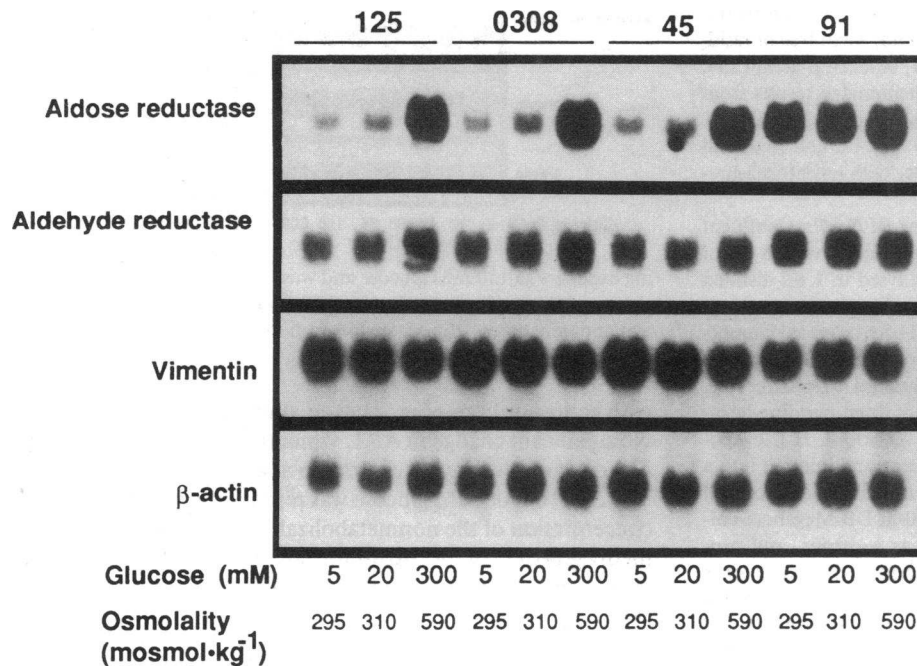 125 0308 45 91
Aldose reductase
Aldehyde reductase
Vimentin
β-actin
Glucose (mM) 5 20 300 5 20 300 5 20 300 5 20 300
Osmolality 295 310 590 295 310 590 295 310 590 295 310 590
(mosmol•kg⁻¹)